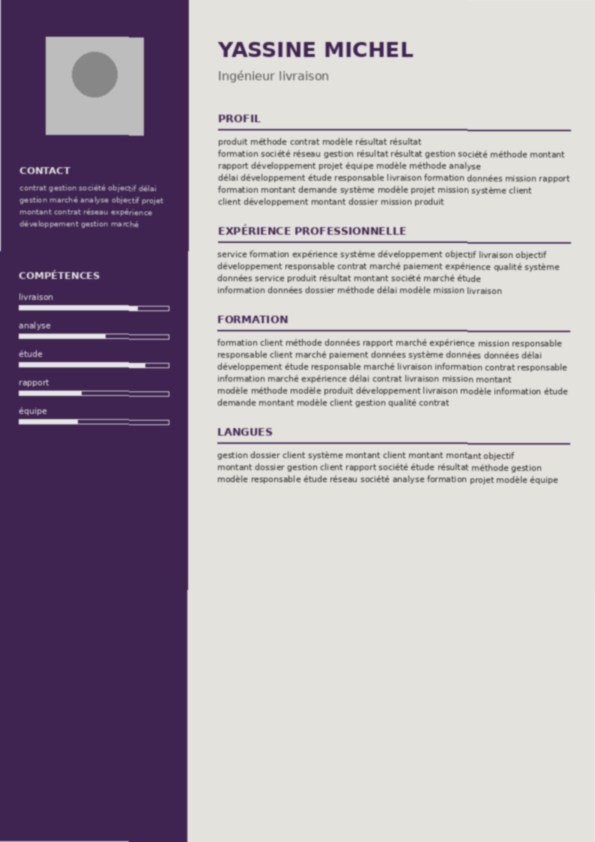 YASSINE MICHEL
Ingénieur livraison
CONTACT
contrat gestion société objectif délai
gestion marché analyse objectif projet
montant contrat réseau expérience
développement gestion marché
COMPÉTENCES
livraison
analyse
étude
rapport
équipe
PROFIL
produit méthode contrat modèle résultat résultat
formation société réseau gestion résultat résultat gestion société méthode montant
rapport développement projet équipe modèle méthode analyse
délai développement étude responsable livraison formation données mission rapport
formation montant demande système modèle projet mission système client
client développement montant dossier mission produit
EXPÉRIENCE PROFESSIONNELLE
service formation expérience système développement objectif livraison objectif
développement responsable contrat marché paiement expérience qualité système
données service produit résultat montant société marché étude
information données dossier méthode délai modèle mission livraison
FORMATION
formation client méthode données rapport marché expérience mission responsable
responsable client marché paiement données système données données délai
développement étude responsable marché livraison information contrat responsable
information marché expérience délai contrat livraison mission montant
modèle méthode modèle produit développement livraison modèle information étude
demande montant modèle client gestion qualité contrat
LANGUES
gestion dossier client système montant client montant montant objectif
montant dossier gestion client rapport société étude résultat méthode gestion
modèle responsable étude réseau société analyse formation projet modèle équipe